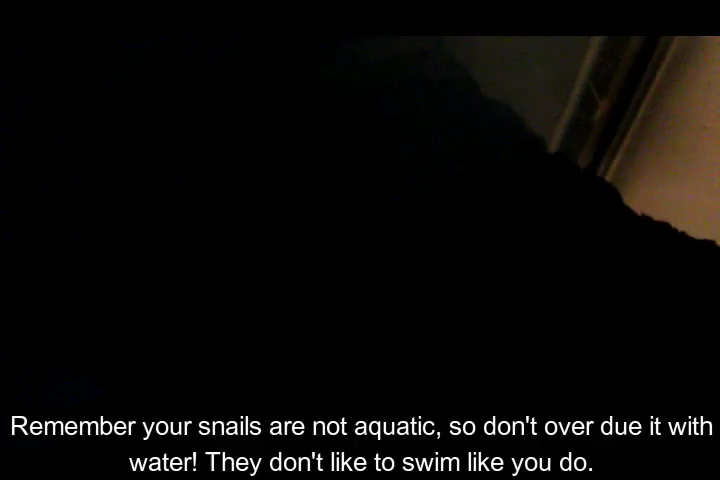 Remember your snails are not aquatic, so don't over due it with
water! They don't like to swim like you do.